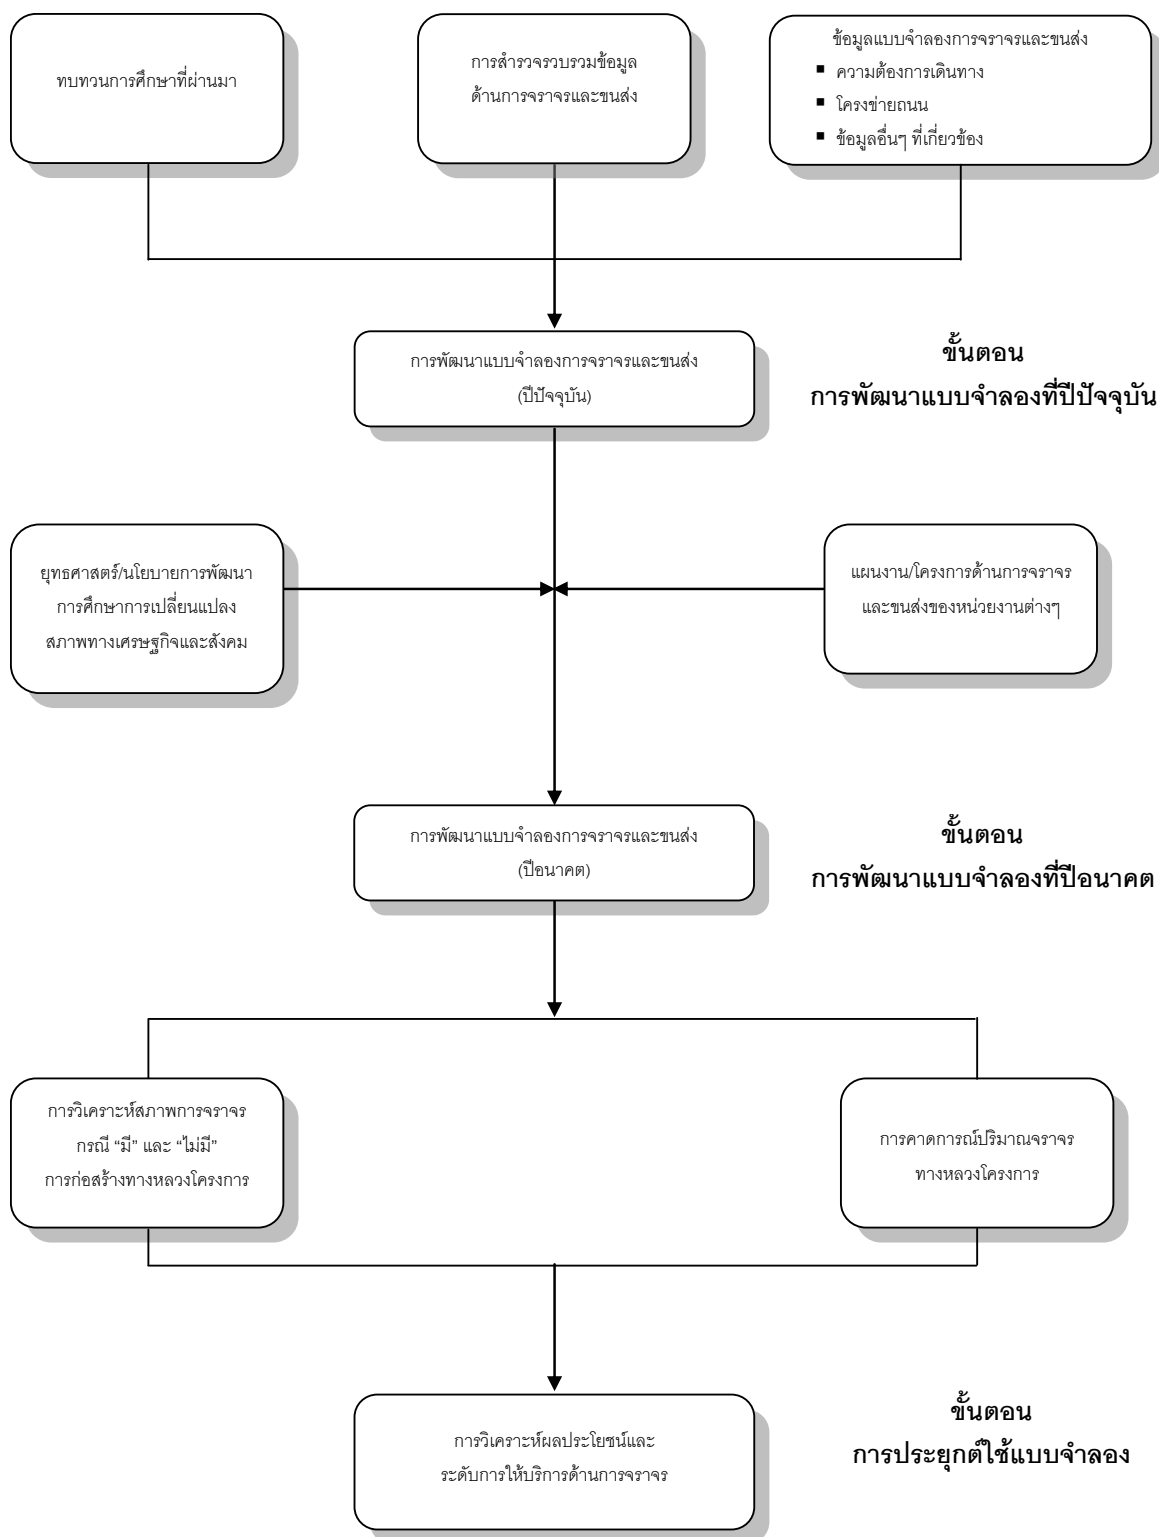 ทบทวนการศึกษาที่ผ่านมา
การสำรวจรวบรวมข้อมูล
ด้านการจราจรและขนส่ง
ข้อมูลแบบจำลองการจราจรและขนส่ง
▪ ความต้องการเดินทาง
▪ โครงข่ายถนน
▪ ข้อมูลอื่นๆ ที่เกี่ยวข้อง
การพัฒนาแบบจำลองการจราจรและขนส่ง
(ปีปัจจุบัน)
ขั้นตอน
การพัฒนาแบบจำลองที่ปีปัจจุบัน
ยุทธศาสตร์/นโยบายการพัฒนา
การศึกษาการเปลี่ยนแปลง
สภาพทางเศรษฐกิจและสังคม
แผนงาน/โครงการด้านการจราจร
และขนส่งของหน่วยงานต่างๆ
การพัฒนาแบบจำลองการจราจรและขนส่ง
(ปีอนาคต)
ขั้นตอน
การพัฒนาแบบจำลองที่ปีอนาคต
การวิเคราะห์สภาพการจราจร
กรณี “มี” และ “ไม่มี”
การก่อสร้างทางหลวงโครงการ
การคาดการณ์ปริมาณจราจร
ทางหลวงโครงการ
การวิเคราะห์ผลประโยชน์และ
ระดับการให้บริการด้านการจราจร
ขั้นตอน
การประยุกต์ใช้แบบจำลอง